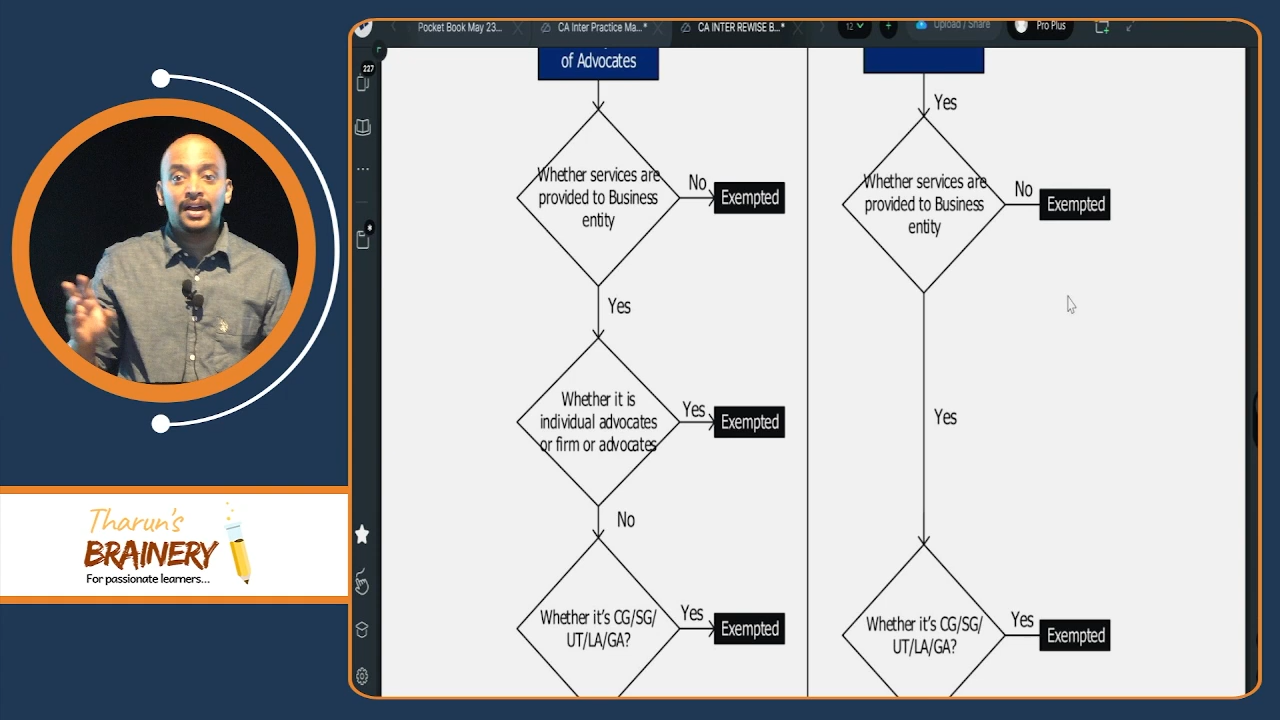 Pocket Book May 23...
CA Inter Practice Ma...*
CA INTER REWISE B...*
12
Upload / Share
Pro Plus
227
of Advocates
Whether services are
provided to Business
entity
No
Exempted
Yes
Whether it is
individual advocates
or firm or advocates
Yes
Exempted
No
Whether it's CG/SG/
UT/LA/GA?
Yes
Exempted
Yes
Whether services are
provided to Business
entity
No
Exempted
Yes
Whether it's CG/SG/
UT/LA/GA?
Yes
Exempted
Tharun's
BRAINERY
For passionate learners...